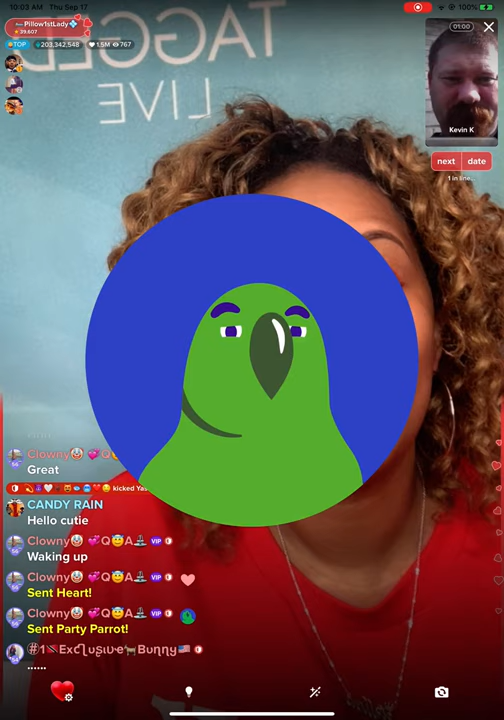 10:03 AM Thu Sep 17
100%
TAGGED
LIVE
Pillow1stLady
39,607
TOP 203,342,548 1.5M 767
01:00
Kevin K
next date
1 in line...
Great
kicked Yas
CANDY RAIN
Hello cutie
Clowny Q A VIP
Waking up
Clowny Q A VIP
Sent Heart!
Clowny Q A VIP
Sent Party Parrot!
#1 Exclusive Bunny
......